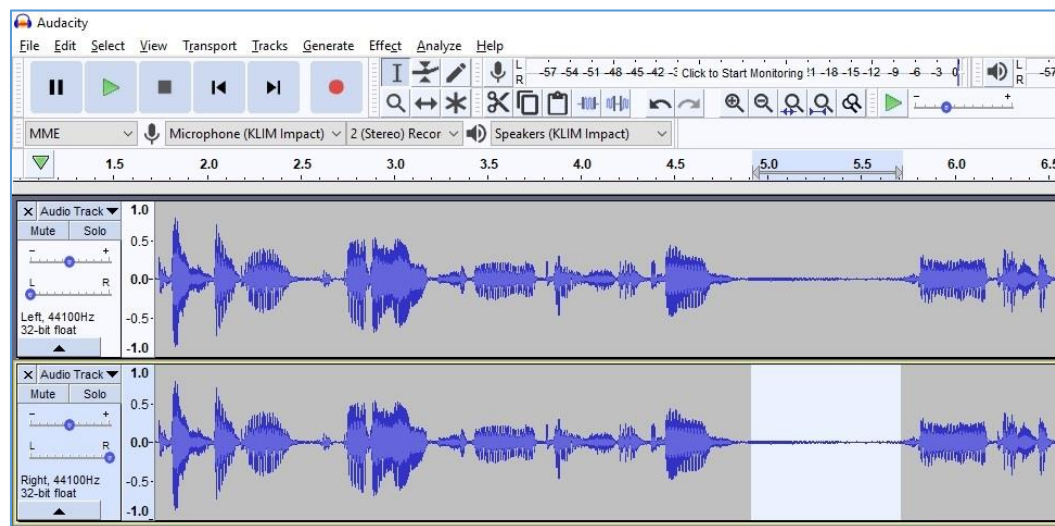 Audacity
File Edit Select View Transport Tracks Generate Effect Analyze Help
L
R
-57 -54 -51 -48 -45 -42 Click to Start Monitoring -18 -15 -12 -9 -6 -3 0
L
R
-57
MME Microphone (KLIM Impact) 2 (Stereo) Recor Speakers (KLIM Impact)
1.5 2.0 2.5 3.0 3.5 4.0 4.5 5.0 5.5 6.0 6.5
X Audio Track 1.0
Mute Solo
- + 0.5
L R 0.0
Left, 44100Hz -0.5
32-bit float
-1.0
X Audio Track 1.0
Mute Solo
- + 0.5
L R 0.0
Right, 44100Hz -0.5
32-bit float
-1.0